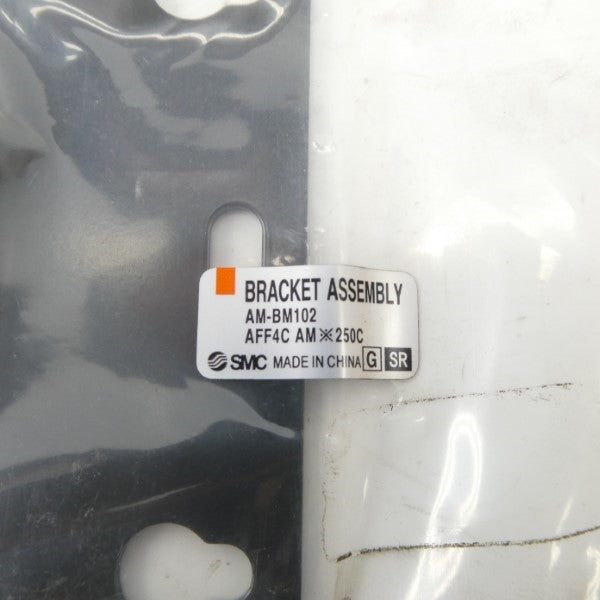 BRACKET ASSEMBLY
AM-BM102
AFF4C AM※250C
SMC MADE IN CHINA G SR